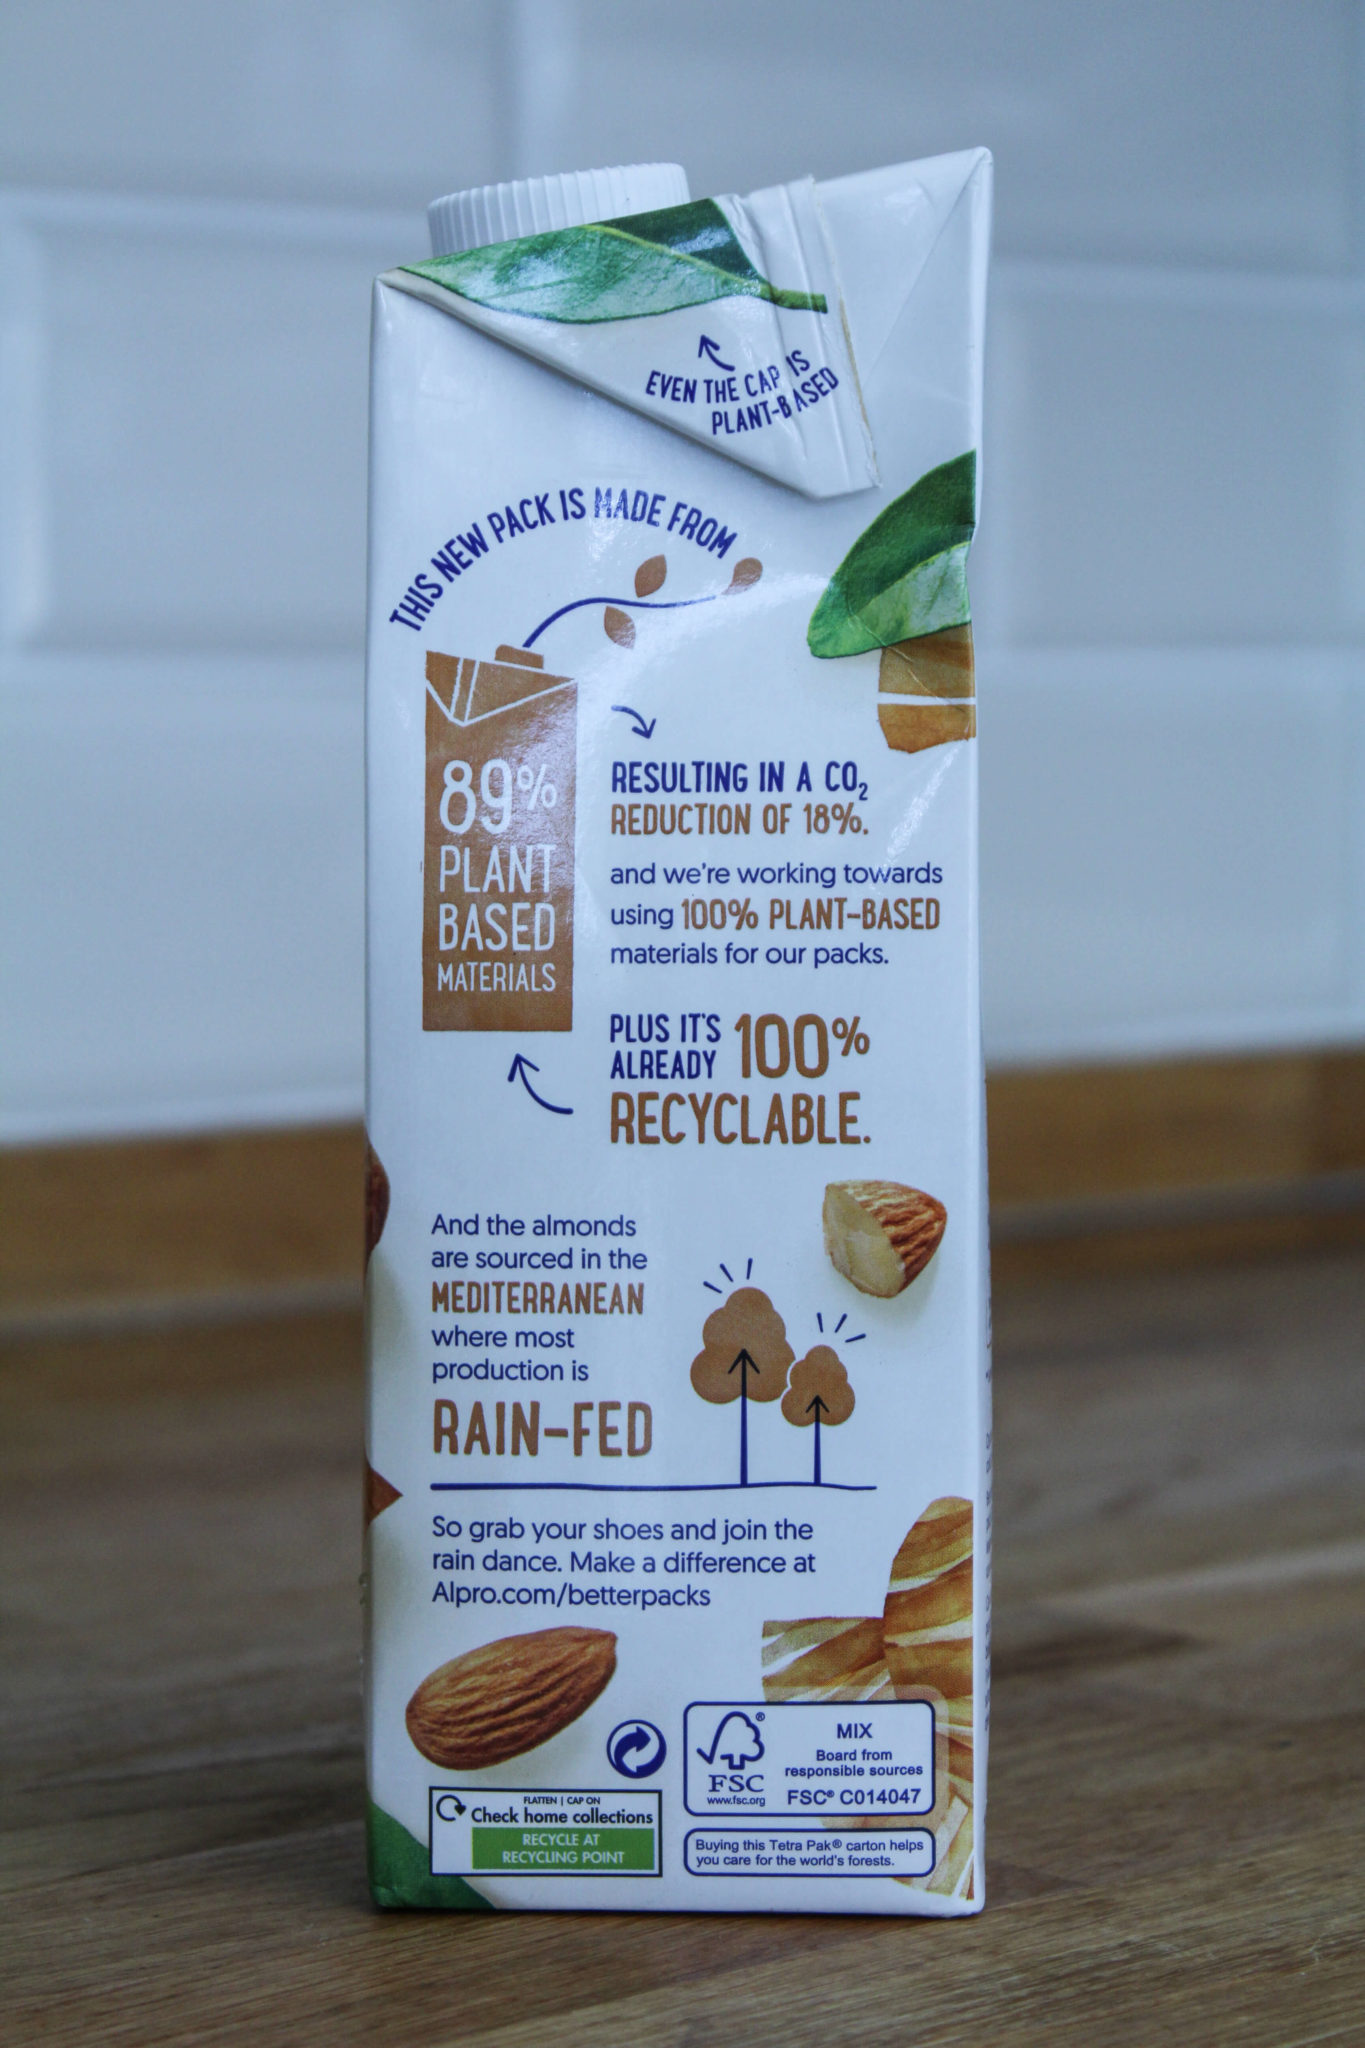 EVEN THE CAP IS
PLANT-BASED
THIS NEW PACK IS MADE FROM
89%
PLANT
BASED
MATERIALS
RESULTING IN A CO₂
REDUCTION OF 18%.
and we're working towards
using 100% PLANT-BASED
materials for our packs.
PLUS IT'S
ALREADY 100%
RECYCLABLE.
And the almonds
are sourced in the
MEDITERRANEAN
where most
production is
RAIN-FED
So grab your shoes and join the
rain dance. Make a difference at
Alpro.com/betterpacks
FLATTEN | CAP ON
Check home collections
RECYCLE AT
RECYCLING POINT
®
FSC
www.fsc.org
MIX
Board from
responsible sources
FSC® C014047
Buying this Tetra Pak® carton helps
you care for the world's forests.